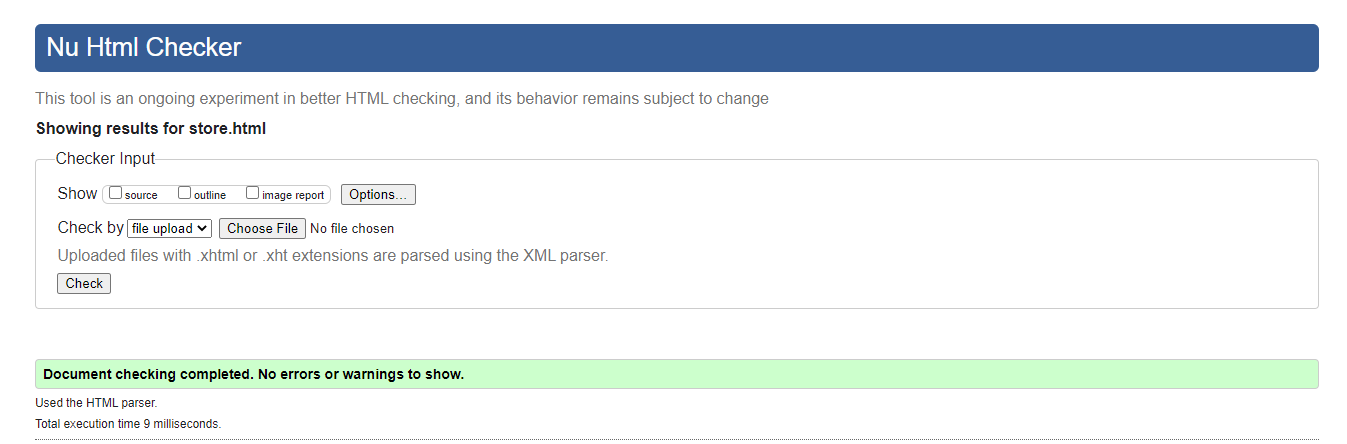 Nu Html Checker
This tool is an ongoing experiment in better HTML checking, and its behavior remains subject to change
Showing results for store.html
Checker Input
Show source outline image report Options...
Check by file upload Choose File No file chosen
Uploaded files with .xhtml or .xht extensions are parsed using the XML parser.
Check
Document checking completed. No errors or warnings to show.
Used the HTML parser.
Total execution time 9 milliseconds.